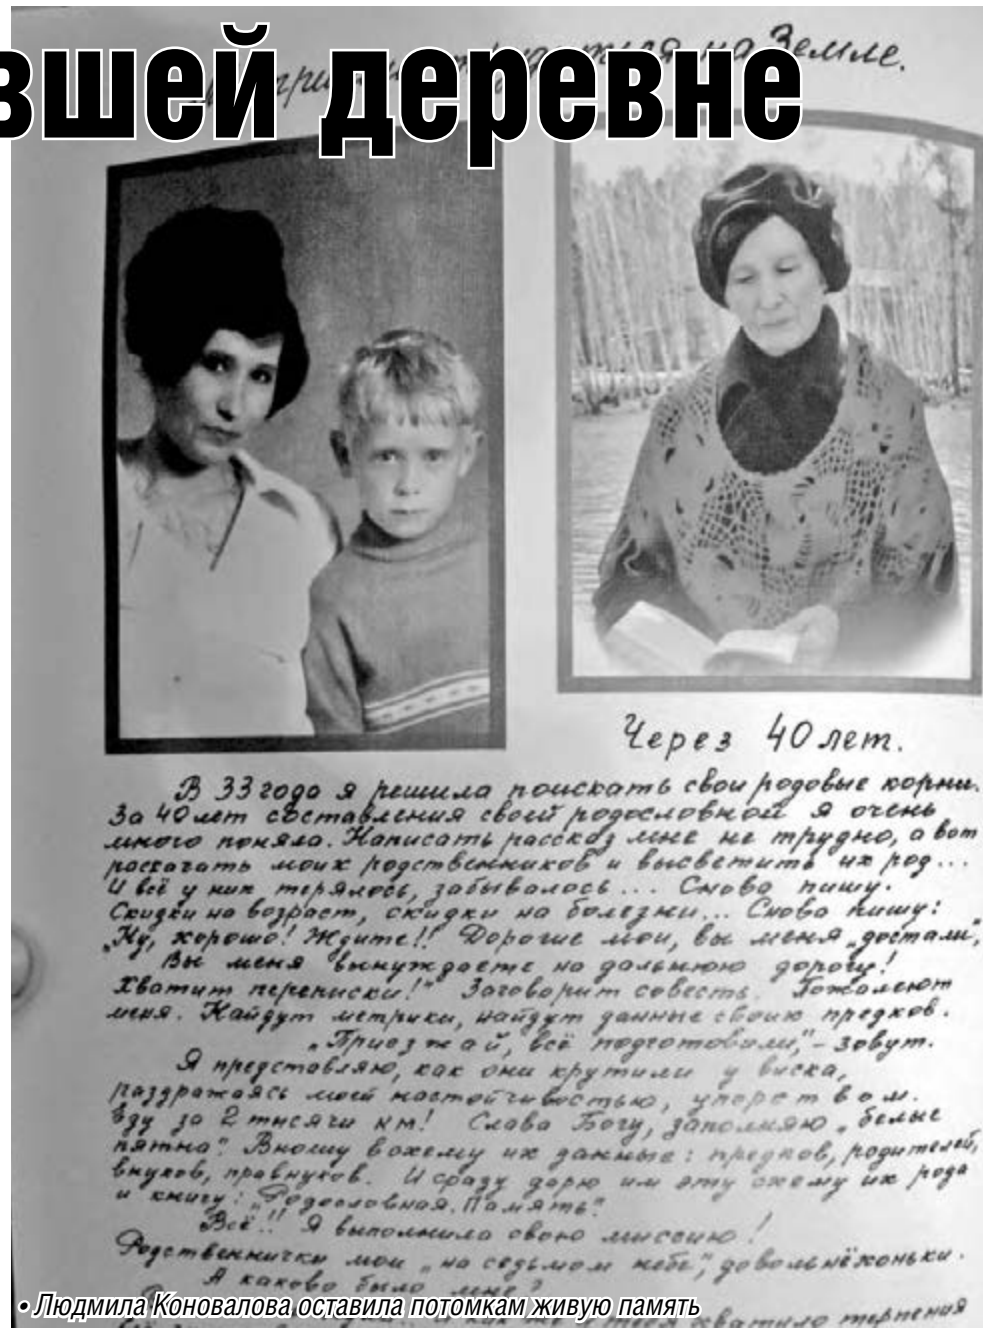 вшей деревне
на Земле.
Через 40 лет.
В 33 года я решила поискать свои родовые корни.
За 40 лет составления своей родословной я очень
много поняла. Написать рассказ мне не трудно, а вот
раскачать моих родственников и высветить их род...
И всё у них терялось, забывалось... Снова пишу.
Скидки на возраст, скидки на болезни... Снова пишу:
„Ну, хорошо! Ждите!! Дорогие мои, вы меня „достали",
Вы меня вынуждаете на дальнюю дорогу!
Хватит переписки!" Заговорит совесть. Пожалеют
меня. Найдут метрики, найдут данные своих предков.
„Приезжай, всё подготовили",- зовут.
Я представляю, как они крутили у виска,
раздражаясь моей настойчивостью, упорством.
Еду за 2 тысячи км! Слава Богу, заполняю „белые
пятна". Вношу в схему их данные: предков, родителей,
внуков, правнуков. И сразу дарю им эту схему их рода
и книгу: „Родословная. Память".
Всё!! Я выполнила свою миссию!
Родственнички мои „на седьмом небе", довольнёхоньки.
А каково было мне?
хватило терпения
• Людмила Коновалова оставила потомкам живую память